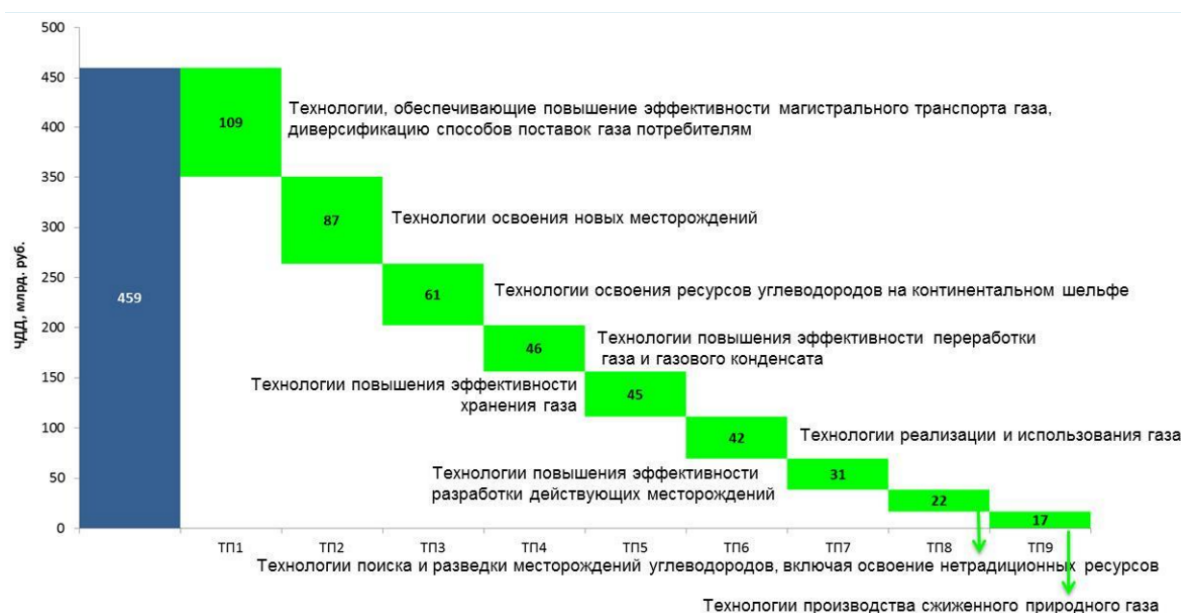 500
450
400
350
300
250
200
150
100
50
0
ЧДД, млрд. руб.
459
109
Технологии, обеспечивающие повышение эффективности магистрального транспорта газа,
диверсификацию способов поставок газа потребителям
87
Технологии освоения новых месторождений
61
Технологии освоения ресурсов углеводородов на континентальном шельфе
46
Технологии повышения эффективности переработки
газа и газового конденсата
Технологии повышения эффективности
хранения газа
45
42
Технологии реализации и использования газа
Технологии повышения эффективности
разработки действующих месторождений
31
22
17
ТП1 ТП2 ТП3 ТП4 ТП5 ТП6 ТП7 ТП8 ТП9
Технологии поиска и разведки месторождений углеводородов, включая освоение нетрадиционных ресурсов
Технологии производства сжиженного природного газа